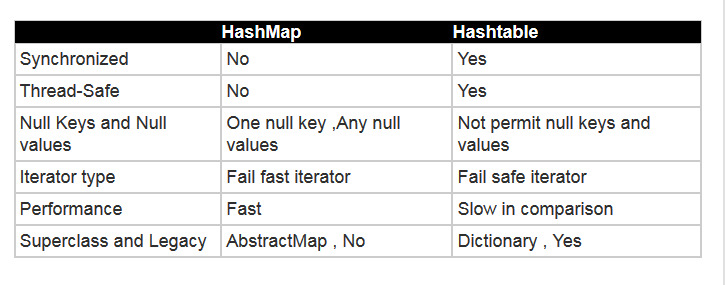 HashMap Hashtable
Synchronized No Yes
Thread-Safe No Yes
Null Keys and Null One null key ,Any null Not permit null keys and
values values values
Iterator type Fail fast iterator Fail safe iterator
Performance Fast Slow in comparison
Superclass and Legacy AbstractMap , No Dictionary , Yes